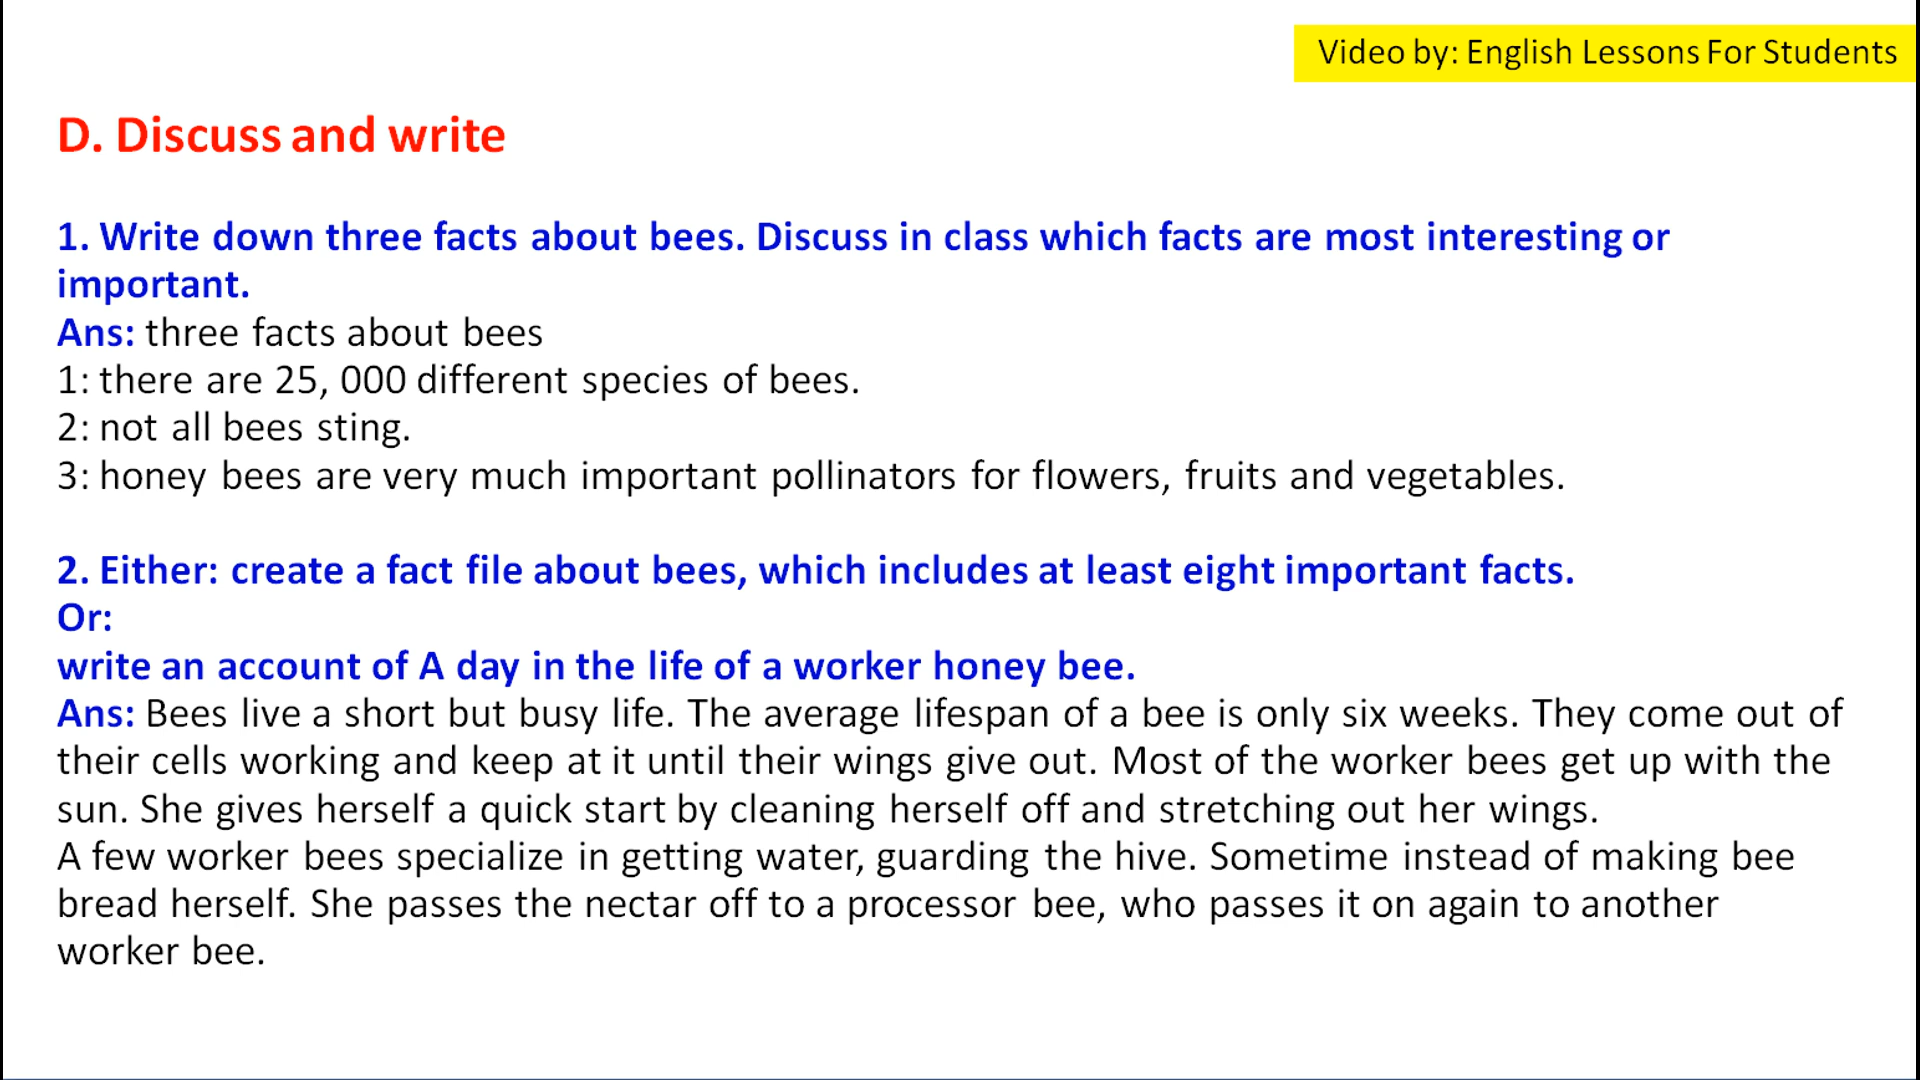 Video by: English Lessons For Students
D. Discuss and write
1. Write down three facts about bees. Discuss in class which facts are most interesting or
important.
Ans: three facts about bees
1: there are 25, 000 different species of bees.
2: not all bees sting.
3: honey bees are very much important pollinators for flowers, fruits and vegetables.
2. Either: create a fact file about bees, which includes at least eight important facts.
Or:
write an account of A day in the life of a worker honey bee.
Ans: Bees live a short but busy life. The average lifespan of a bee is only six weeks. They come out of
their cells working and keep at it until their wings give out. Most of the worker bees get up with the
sun. She gives herself a quick start by cleaning herself off and stretching out her wings.
A few worker bees specialize in getting water, guarding the hive. Sometime instead of making bee
bread herself. She passes the nectar off to a processor bee, who passes it on again to another
worker bee.